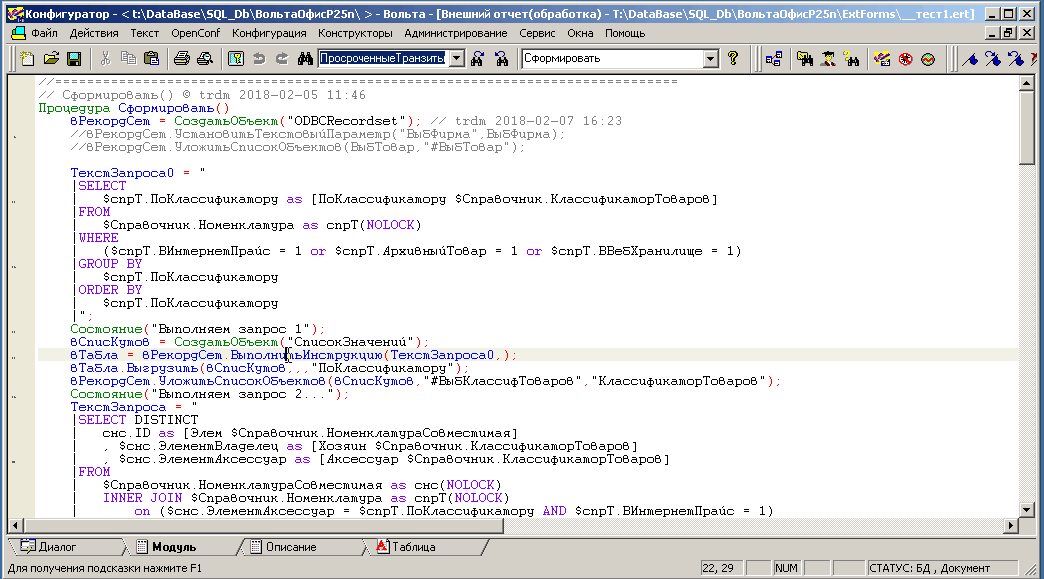 Конфигуратор - < t:\DataBase\SQL_Db\ВольтаОфисР25n\ > - Вольта - [Внешний отчет(обработка) - T:\DataBase\SQL_Db\ВольтаОфисР25n\ExtForms\__тест1.ert]
Файл Действия Текст OpenConf Конфигурация Конструкторы Администрирование Сервис Окна Помощь
ПросроченныеТранзиты Сформировать
//==============================================================================
// Сформировать() © trdm 2018-02-05 11:46
Процедура Сформировать()
вРекордСет = СоздатьОбъект("ODBCRecordset"); // trdm 2018-02-07 16:23
//вРекордСет.УстановитьТекстовыйПараметр("ВыбФирма",ВыбФирма);
//вРекордСет.УложитьСписокОбъектов(ВыбТовар,"#ВыбТовар");
ТекстЗапроса0 = "
|SELECT
| $спрТ.ПоКлассификатору as [ПоКлассификатору $Справочник.КлассификаторТоваров]
|FROM
| $Справочник.Номенклатура as спрТ(NOLOCK)
|WHERE
| ($спрТ.ВИнтернетПрайс = 1 or $спрТ.АрхивныйТовар = 1 or $спрТ.ВВебХранилище = 1)
|GROUP BY
| $спрТ.ПоКлассификатору
|ORDER BY
| $спрТ.ПоКлассификатору
|";
Состояние("Выполняем запрос 1");
вСписКутов = СоздатьОбъект("СписокЗначений");
вТабла = вРекордСет.ВыполнитьИнструкцию(ТекстЗапроса0,);
вТабла.Выгрузить(вСписКутов,,,"ПоКлассификатору");
вРекордСет.УложитьСписокОбъектов(вСписКутов,"#ВыбКлассифТоваров","КлассификаторТоваров");
Состояние("Выполняем запрос 2...");
ТекстЗапроса = "
|SELECT DISTINCT
| снс.ID as [Элем $Справочник.НоменклатураСовместимая]
| , $снс.ЭлементВладелец as [Хозяин $Справочник.КлассификаторТоваров]
| , $снс.ЭлементАксессуар as [Аксессуар $Справочник.КлассификаторТоваров]
|FROM
| $Справочник.НоменклатураСовместимая as снс(NOLOCK)
| INNER JOIN $Справочник.Номенклатура as спрТ(NOLOCK)
| on ($снс.ЭлементАксессуар = $спрТ.ПоКлассификатору AND $спрТ.ВИнтернетПрайс = 1)
Диалог Модуль Описание Таблица
Для получения подсказки нажмите F1 22, 29 NUM СТАТУС: БД , Документ